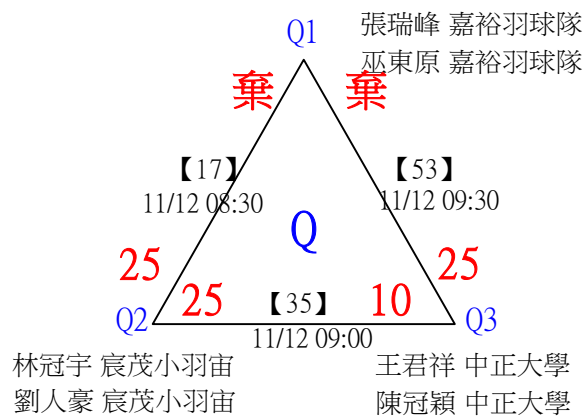 Q1
張瑞峰 嘉裕羽球隊
巫東原 嘉裕羽球隊
棄 棄
【17】
11/12 08:30
【53】
11/12 09:30
Q
25
25
【35】
11/12 09:00
10
25
Q2
Q3
林冠宇 宸茂小羽宙
劉人豪 宸茂小羽宙
王君祥 中正大學
陳冠穎 中正大學